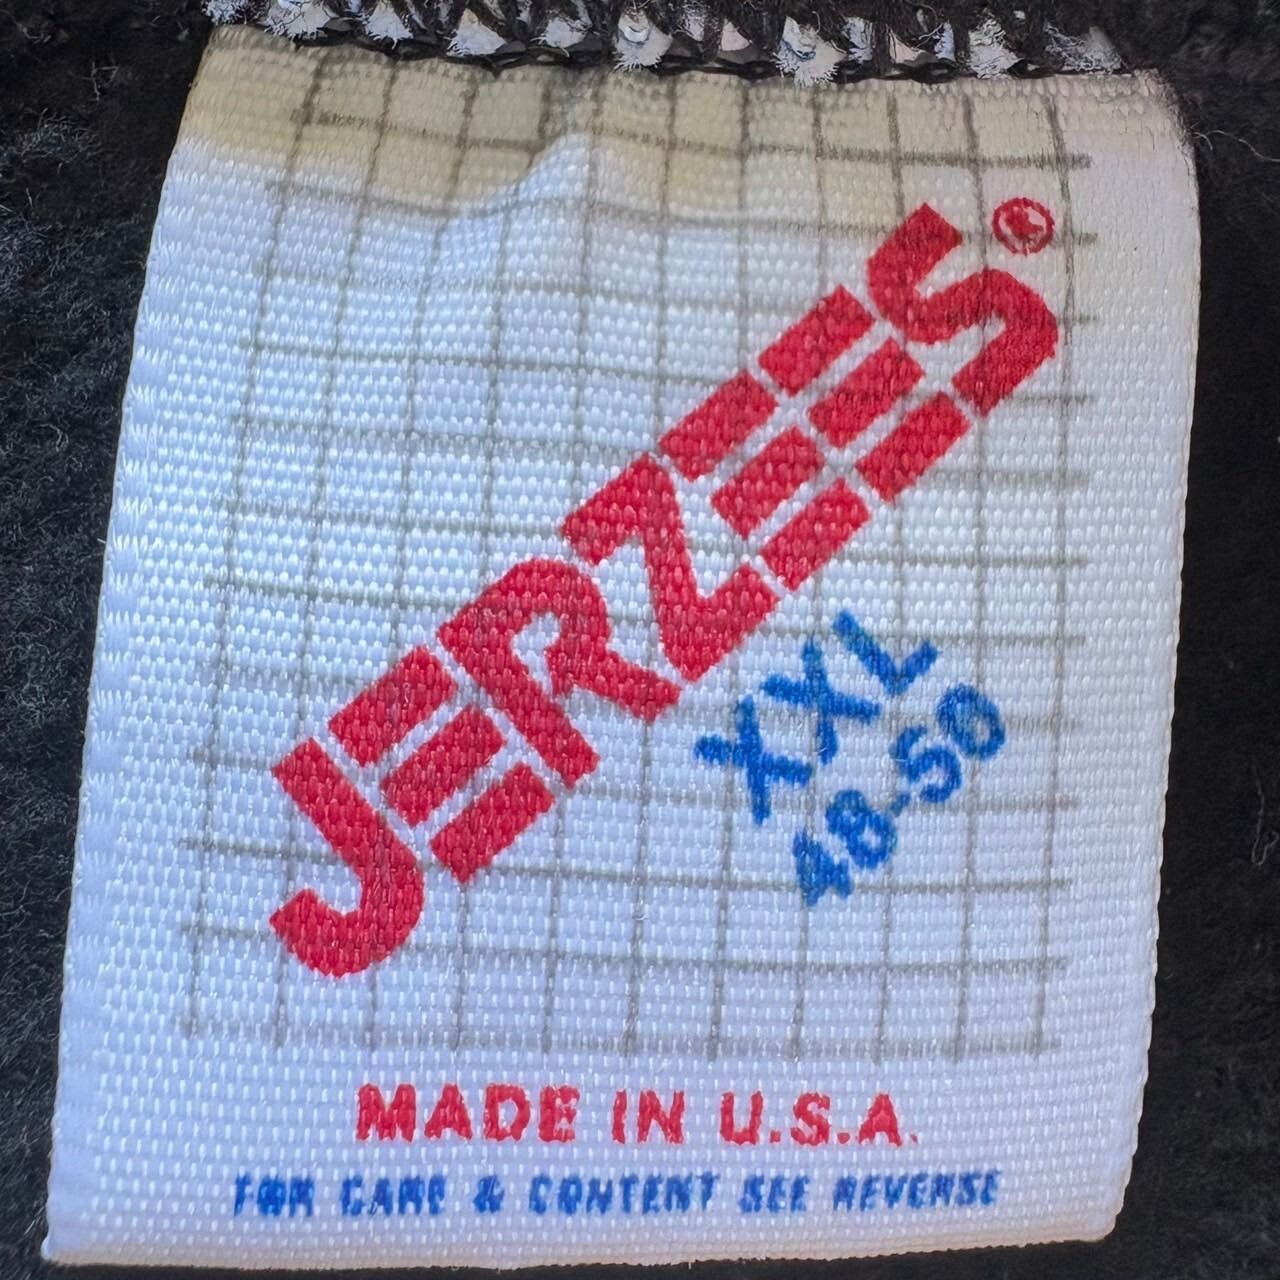 JERZEES®
XXL
48-50
MADE IN U.S.A.
FOR CARE & CONTENT SEE REVERSE